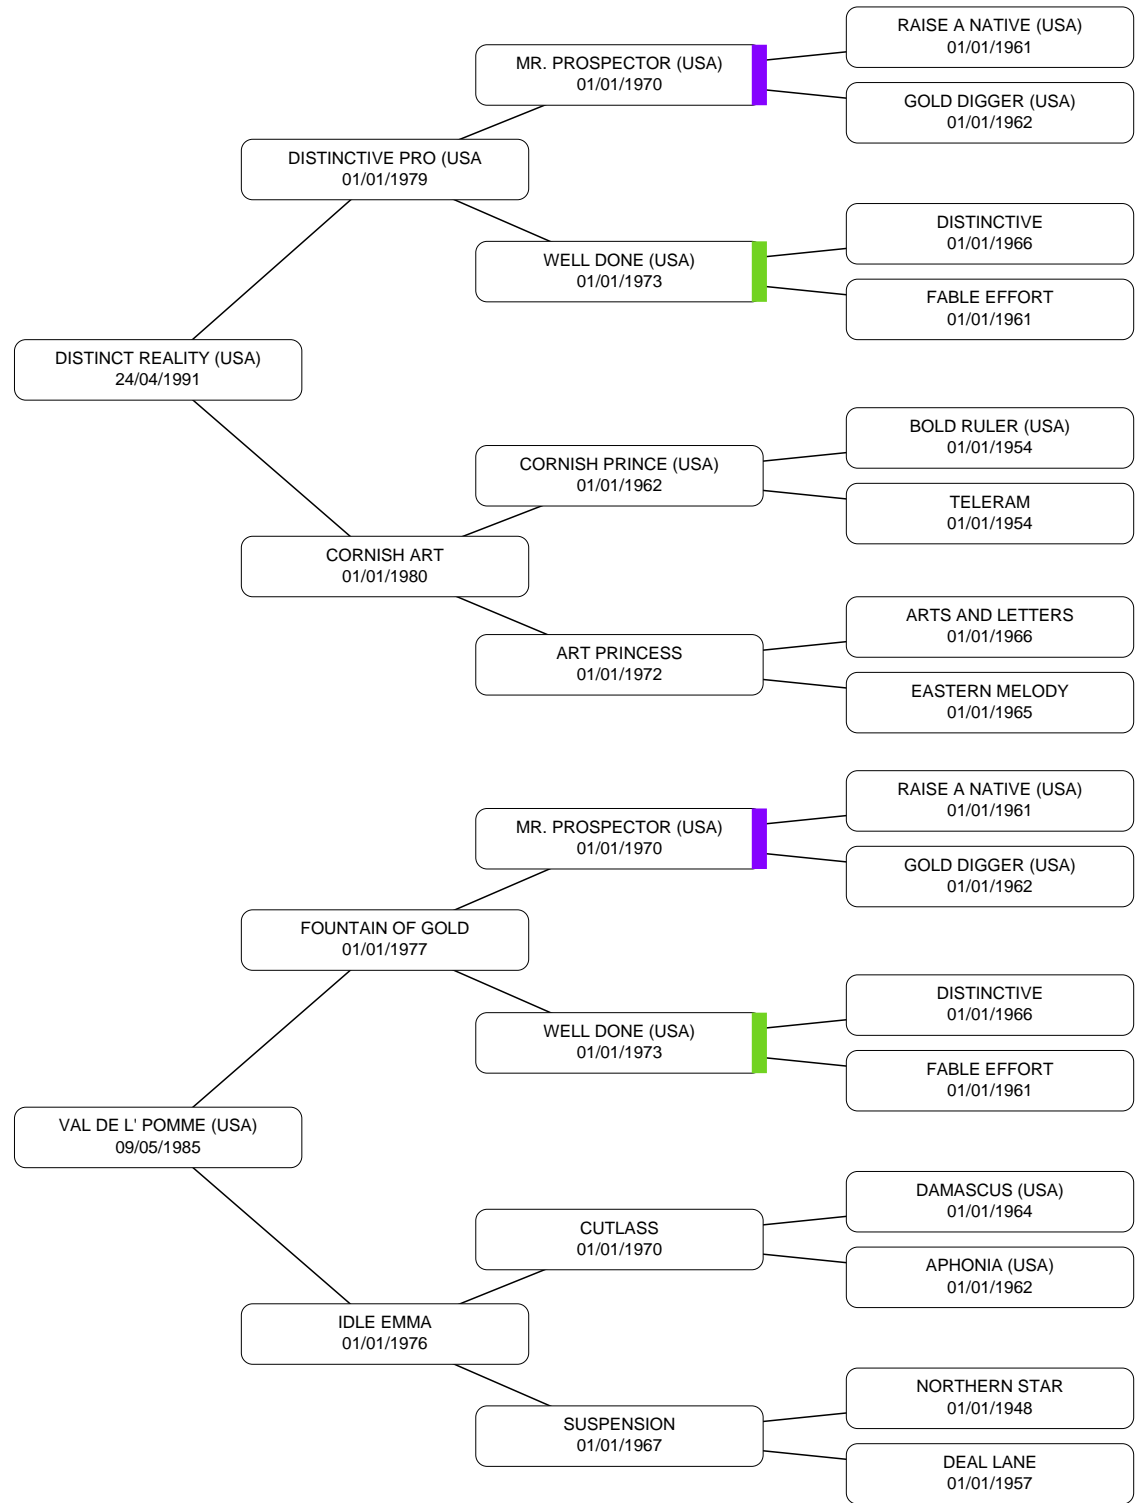 RAISE A NATIVE (USA)
01/01/1961
MR. PROSPECTOR (USA)
01/01/1970
GOLD DIGGER (USA)
01/01/1962
DISTINCTIVE PRO (USA
01/01/1979
DISTINCTIVE
01/01/1966
WELL DONE (USA)
01/01/1973
FABLE EFFORT
01/01/1961
DISTINCT REALITY (USA)
24/04/1991
BOLD RULER (USA)
01/01/1954
CORNISH PRINCE (USA)
01/01/1962
TELERAM
01/01/1954
CORNISH ART
01/01/1980
ARTS AND LETTERS
01/01/1966
ART PRINCESS
01/01/1972
EASTERN MELODY
01/01/1965
RAISE A NATIVE (USA)
01/01/1961
MR. PROSPECTOR (USA)
01/01/1970
GOLD DIGGER (USA)
01/01/1962
FOUNTAIN OF GOLD
01/01/1977
DISTINCTIVE
01/01/1966
WELL DONE (USA)
01/01/1973
FABLE EFFORT
01/01/1961
VAL DE L' POMME (USA)
09/05/1985
DAMASCUS (USA)
01/01/1964
CUTLASS
01/01/1970
APHONIA (USA)
01/01/1962
IDLE EMMA
01/01/1976
NORTHERN STAR
01/01/1948
SUSPENSION
01/01/1967
DEAL LANE
01/01/1957